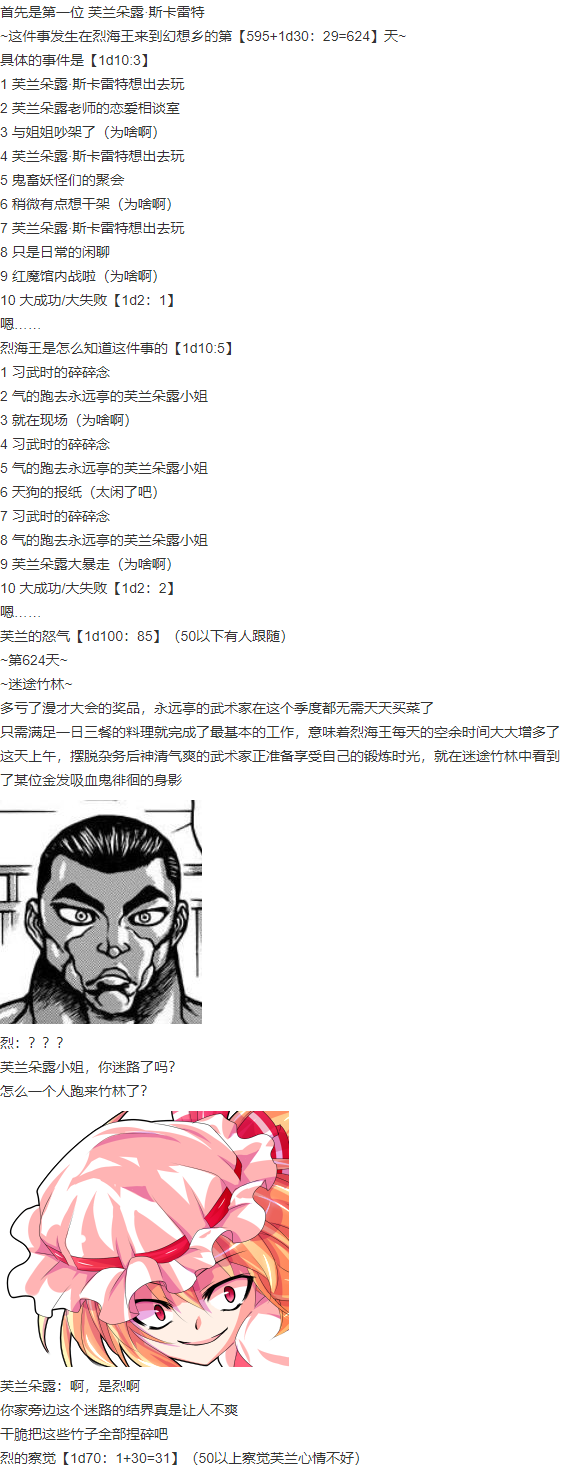 首先是第一位 芙兰朵露·斯卡雷特
~这件事发生在烈海王来到幻想乡的第【595+1d30：29=624】天~
具体的事件是【1d10:3】
1 芙兰朵露·斯卡雷特想出去玩
2 芙兰朵露老师的恋爱相谈室
3 与姐姐吵架了（为啥啊）
4 芙兰朵露·斯卡雷特想出去玩
5 鬼畜妖怪们的聚会
6 稍微有点想干架（为啥啊）
7 芙兰朵露·斯卡雷特想出去玩
8 只是日常的闲聊
9 红魔馆内战啦（为啥啊）
10 大成功/大失败【1d2：1】
嗯……
烈海王是怎么知道这件事的【1d10:5】
1 习武时的碎碎念
2 气的跑去永远亭的芙兰朵露小姐
3 就在现场（为啥啊）
4 习武时的碎碎念
5 气的跑去永远亭的芙兰朵露小姐
6 天狗的报纸（太闲了吧）
7 习武时的碎碎念
8 气的跑去永远亭的芙兰朵露小姐
9 芙兰朵露大暴走（为啥啊）
10 大成功/大失败【1d2：2】
嗯……
芙兰的怒气【1d100：85】（50以下有人跟随）
~第624天~
~迷途竹林~
多亏了漫才大会的奖品，永远亭的武术家在这个季度都无需天天买菜了
只需满足一日三餐的料理就完成了最基本的工作，意味着烈海王每天的空余时间大大增多了
这天上午，摆脱杂务后神清气爽的武术家正准备享受自己的锻炼时光，就在迷途竹林中看到
了某位金发吸血鬼徘徊的身影
烈：？？？
芙兰朵露小姐，你迷路了吗？
怎么一个人跑来竹林了？
芙兰朵露：啊，是烈啊
你家旁边这个迷路的结界真是让人不爽
干脆把这些竹子全部捏碎吧
烈的察觉【1d70：1+30=31】（50以上察觉芙兰心情不好）